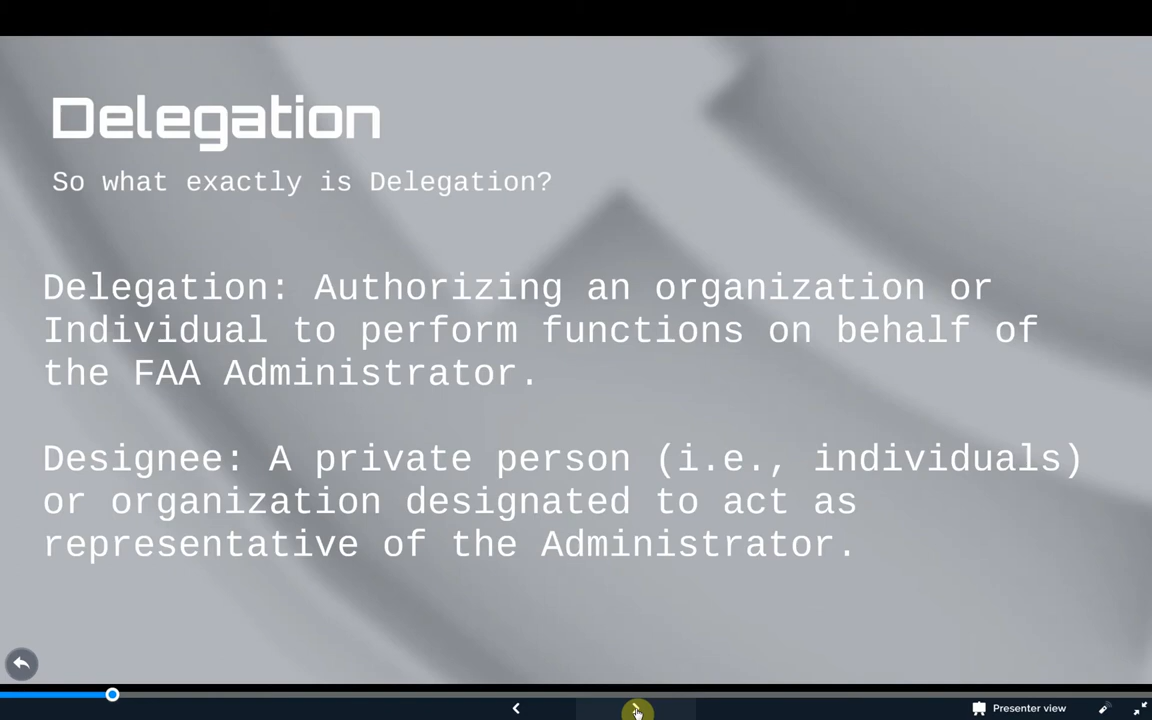 Delegation
So what exactly is Delegation?
Delegation: Authorizing an organization or
Individual to perform functions on behalf of
the FAA Administrator.
Designee: A private person (i.e., individuals)
or organization designated to act as
representative of the Administrator.
Presenter view